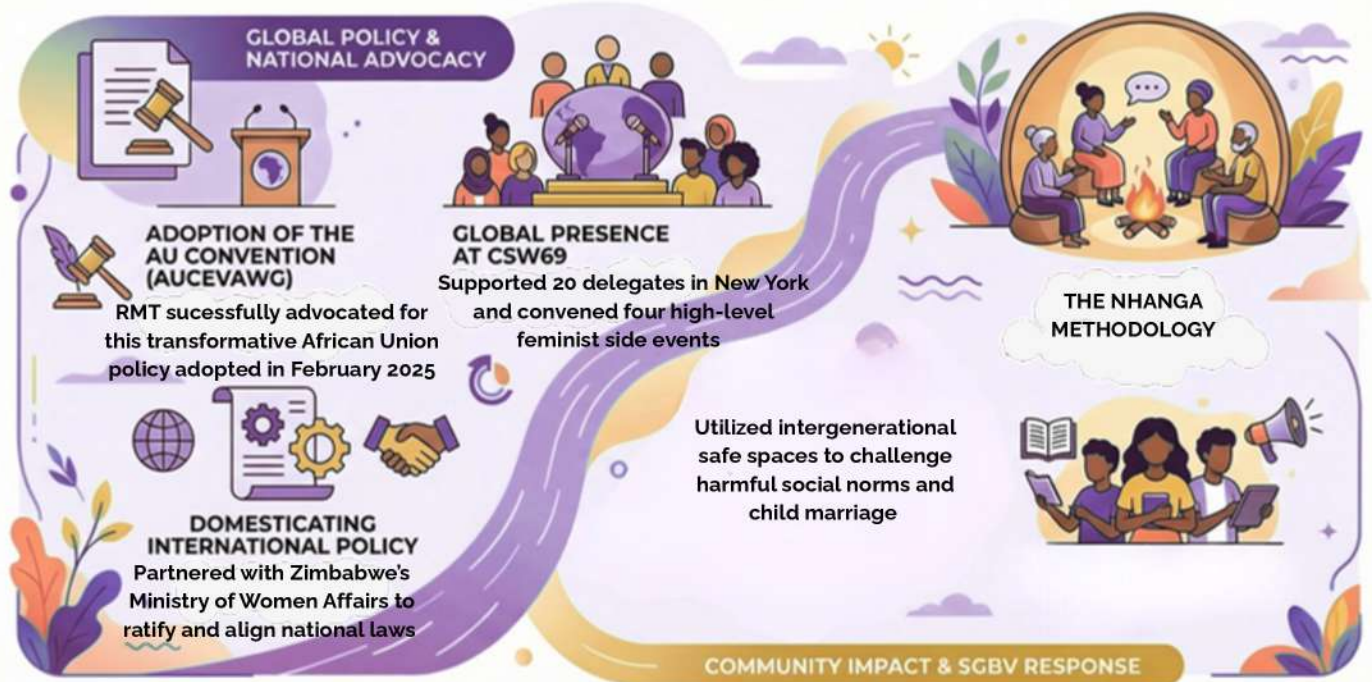 GLOBAL POLICY &
NATIONAL ADVOCACY
ADOPTION OF THE
AU CONVENTION
(AUCEVAWG)
RMT sucessfully advocated for
this transformative African Union
policy adopted in February 2025
GLOBAL PRESENCE
AT CSW69
Supported 20 delegates in New York
and convened four high-level
feminist side events
DOMESTICATING
INTERNATIONAL POLICY
Partnered with Zimbabwe's
Ministry of Women Affairs to
ratify and align national laws
THE NHANGA
METHODOLOGY
Utilized intergenerational
safe spaces to challenge
harmful social norms and
child marriage
COMMUNITY IMPACT & SGBV RESPONSE